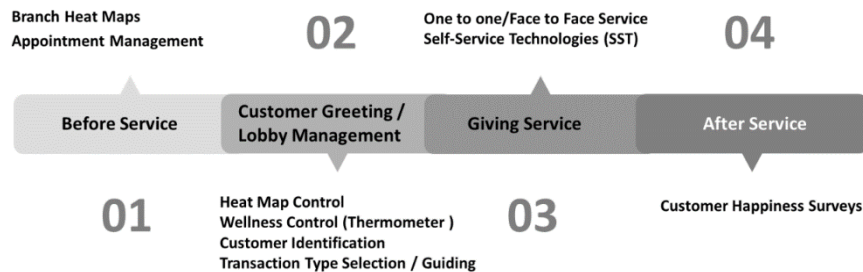 Branch Heat Maps
Appointment Management
02
One to one/Face to Face Service
Self-Service Technologies (SST)
04
Before Service
Customer Greeting /
Lobby Management
Giving Service
After Service
01
Heat Map Control
Wellness Control (Thermometer )
Customer Identification
Transaction Type Selection / Guiding
03
Customer Happiness Surveys